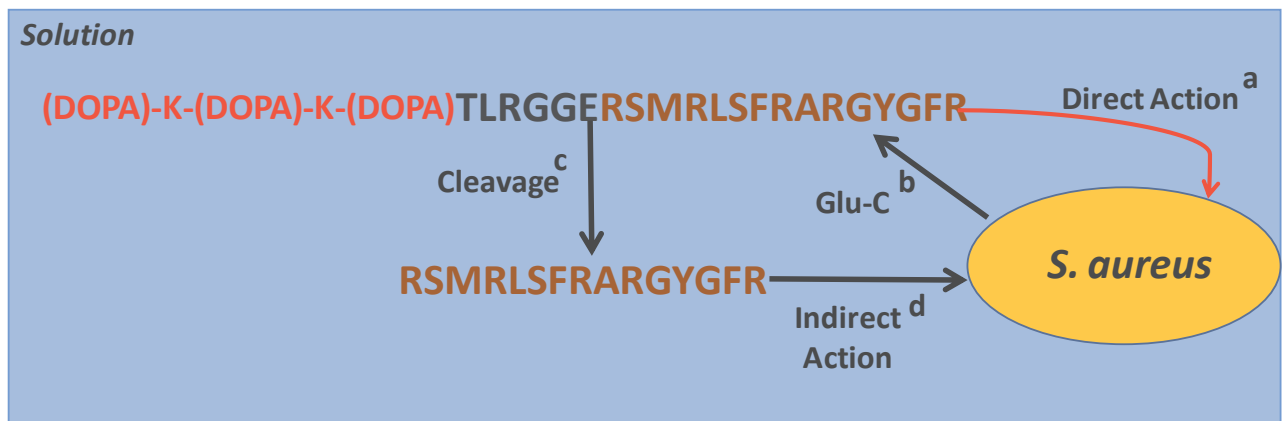 Solution
(DOPA)-K-(DOPA)-K-(DOPA)TLRGGERSMRLSFRARGYGFR
Direct Action a
Cleavage c
Glu-C b
RSMRLSFRARGYGFR
S. aureus
Indirect d
Action